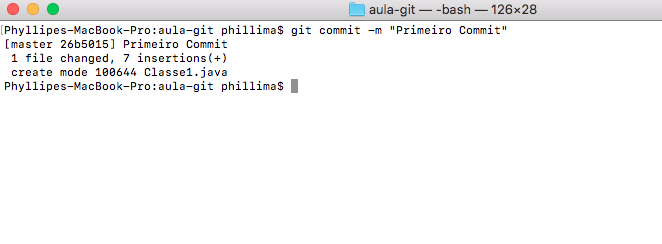 aula-git — -bash — 126×28
[Phyllipes-MacBook-Pro:aula-git phillima$ git commit -m "Primeiro Commit"
[master 26b5015] Primeiro Commit
 1 file changed, 7 insertions(+)
 create mode 100644 Classe1.java
Phyllipes-MacBook-Pro:aula-git phillima$